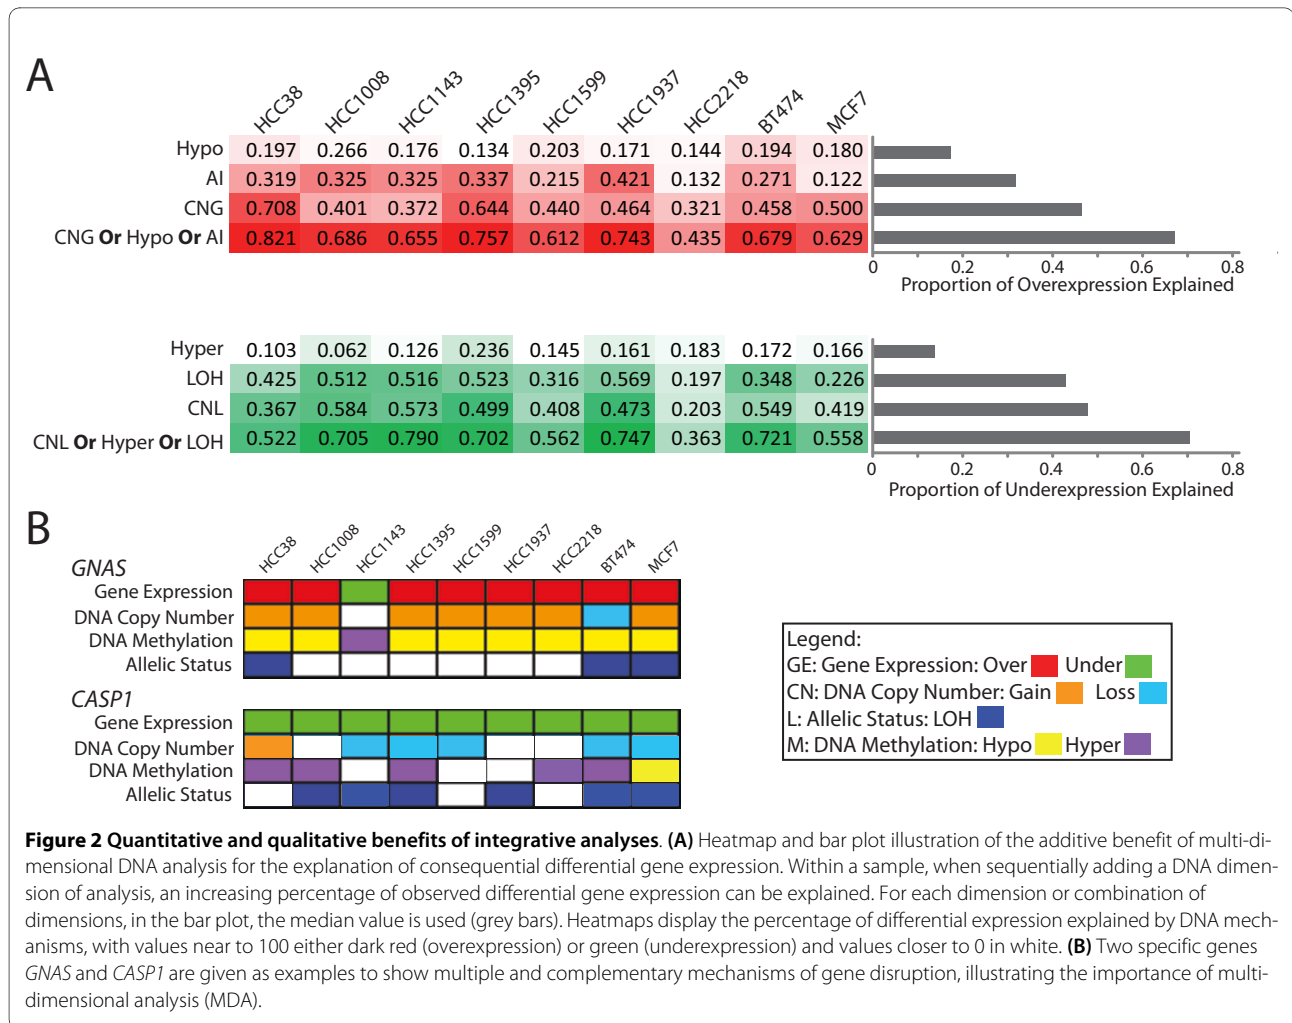 A
HCC38 HCC1008 HCC1143 HCC1395 HCC1599 HCC1937 HCC2218 BT474 MCF7
Hypo 0.197 0.266 0.176 0.134 0.203 0.171 0.144 0.194 0.180
AI 0.319 0.325 0.325 0.337 0.215 0.421 0.132 0.271 0.122
CNG 0.708 0.401 0.372 0.644 0.440 0.464 0.321 0.458 0.500
CNG Or Hypo Or AI 0.821 0.686 0.655 0.757 0.612 0.743 0.435 0.679 0.629
0 0.2 0.4 0.6 0.8
Proportion of Overexpression Explained
Hyper 0.103 0.062 0.126 0.236 0.145 0.161 0.183 0.172 0.166
LOH 0.425 0.512 0.516 0.523 0.316 0.569 0.197 0.348 0.226
CNL 0.367 0.584 0.573 0.499 0.408 0.473 0.203 0.549 0.419
CNL Or Hyper Or LOH 0.522 0.705 0.790 0.702 0.562 0.747 0.363 0.721 0.558
0 0.2 0.4 0.6 0.8
Proportion of Underexpression Explained
B
HCC38 HCC1008 HCC1143 HCC1395 HCC1599 HCC1937 HCC2218 BT474 MCF7
GNAS
Gene Expression
DNA Copy Number
DNA Methylation
Allelic Status
CASP1
Gene Expression
DNA Copy Number
DNA Methylation
Allelic Status
Legend:
GE: Gene Expression: Over Under
CN: DNA Copy Number: Gain Loss
L: Allelic Status: LOH
M: DNA Methylation: Hypo Hyper
Figure 2 Quantitative and qualitative benefits of integrative analyses. (A) Heatmap and bar plot illustration of the additive benefit of multi-di-
mensional DNA analysis for the explanation of consequential differential gene expression. Within a sample, when sequentially adding a DNA dimen-
sion of analysis, an increasing percentage of observed differential gene expression can be explained. For each dimension or combination of
dimensions, in the bar plot, the median value is used (grey bars). Heatmaps display the percentage of differential expression explained by DNA mech-
anisms, with values near to 100 either dark red (overexpression) or green (underexpression) and values closer to 0 in white. (B) Two specific genes
GNAS and CASP1 are given as examples to show multiple and complementary mechanisms of gene disruption, illustrating the importance of multi-
dimensional analysis (MDA).